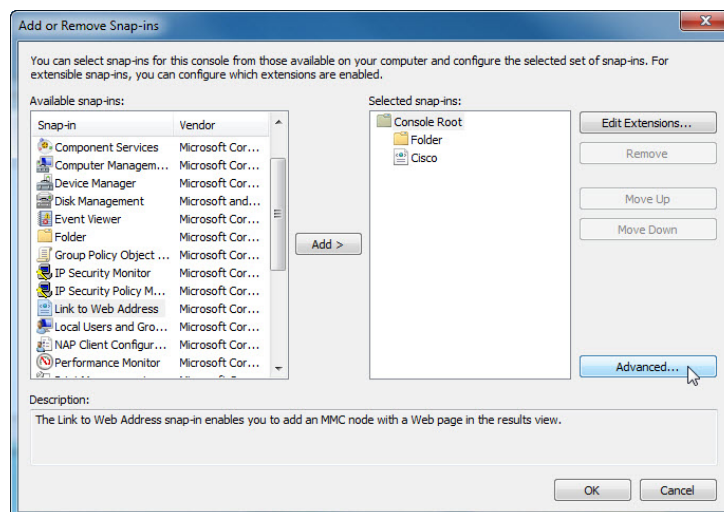 Add or Remove Snap-ins
You can select snap-ins for this console from those available on your computer and configure the selected set of snap-ins. For
extensible snap-ins, you can configure which extensions are enabled.
Available snap-ins:
Selected snap-ins:
Snap-in Vendor
Component Services Microsoft Cor...
Computer Managem... Microsoft Cor...
Device Manager Microsoft Cor...
Disk Management Microsoft and...
Event Viewer Microsoft Cor...
Folder Microsoft Cor...
Group Policy Object ... Microsoft Cor...
IP Security Monitor Microsoft Cor...
IP Security Policy M... Microsoft Cor...
Link to Web Address Microsoft Cor...
Local Users and Gro... Microsoft Cor...
NAP Client Configur... Microsoft Cor...
Performance Monitor Microsoft Cor...
Add >
Console Root
Folder
Cisco
Edit Extensions...
Remove
Move Up
Move Down
Advanced...
Description:
The Link to Web Address snap-in enables you to add an MMC node with a Web page in the results view.
OK
Cancel